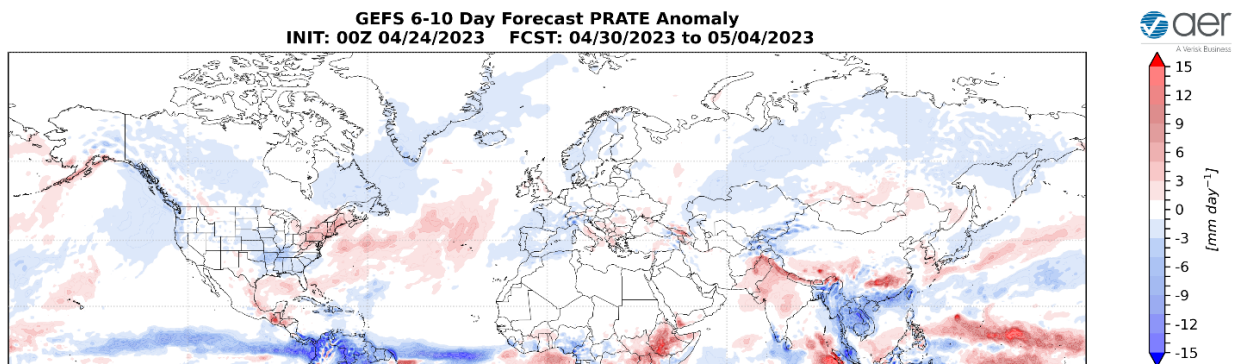 GEFS 6-10 Day Forecast PRATE Anomaly
INIT: 00Z 04/24/2023 FCST: 04/30/2023 to 05/04/2023
aer
A Verisk Business
15
12
9
6
3
0
-3
-6
-9
-12
-15
[mm day⁻¹]